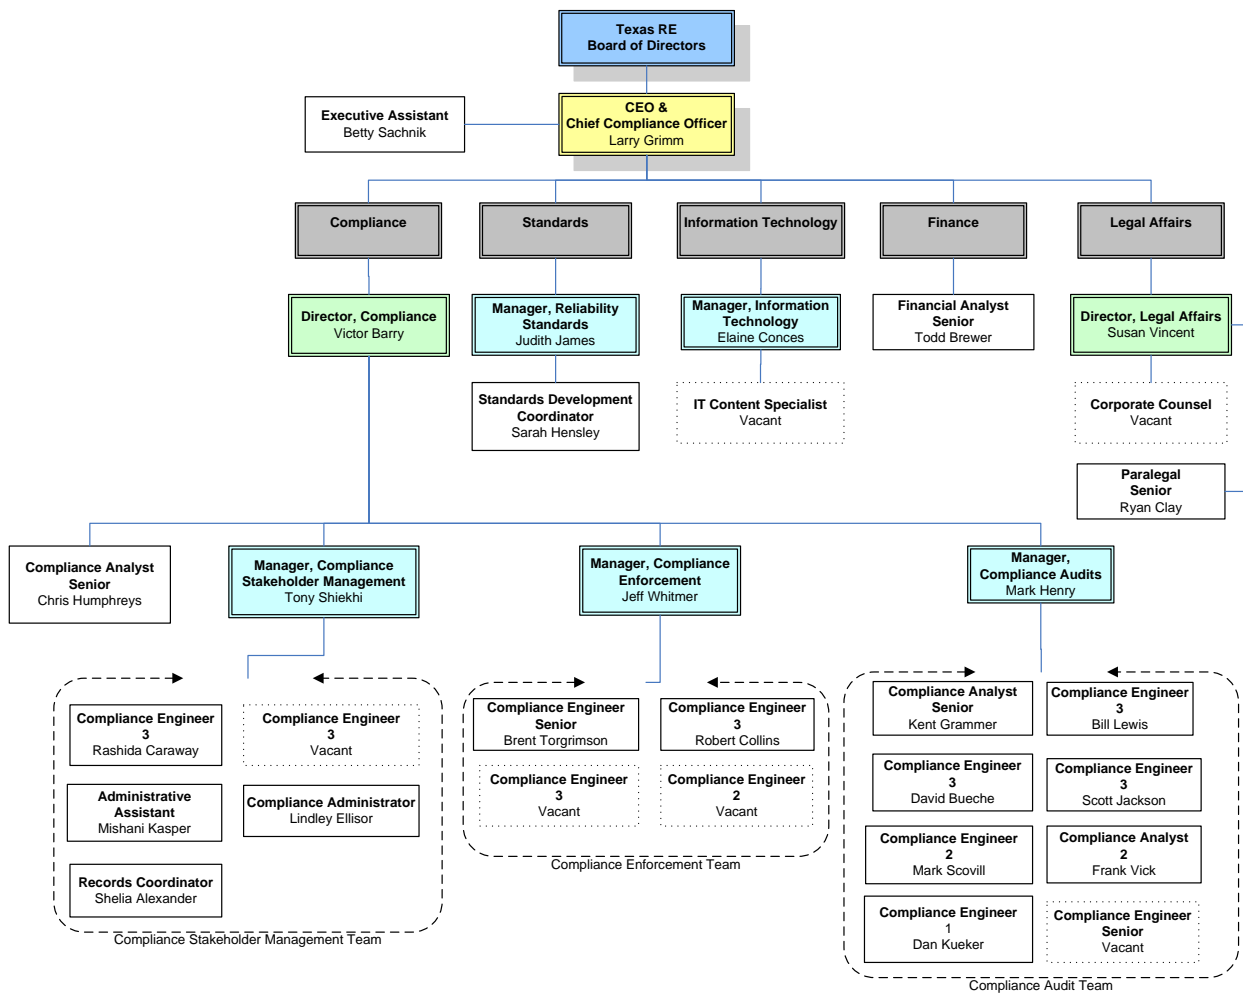 Texas RE
Board of Directors
Executive Assistant
Betty Sachnik
CEO &
Chief Compliance Officer
Larry Grimm
Compliance
Standards
Information Technology
Finance
Legal Affairs
Director, Compliance
Victor Barry
Manager, Reliability
Standards
Judith James
Manager, Information
Technology
Elaine Conces
Financial Analyst
Senior
Todd Brewer
Director, Legal Affairs
Susan Vincent
Standards Development
Coordinator
Sarah Hensley
IT Content Specialist
Vacant
Corporate Counsel
Vacant
Paralegal
Senior
Ryan Clay
Compliance Analyst
Senior
Chris Humphreys
Manager, Compliance
Stakeholder Management
Tony Shiekhi
Manager, Compliance
Enforcement
Jeff Whitmer
Manager,
Compliance Audits
Mark Henry
Compliance Engineer
3
Rashida Caraway
Compliance Engineer
3
Vacant
Administrative
Assistant
Mishani Kasper
Compliance Administrator
Lindley Ellisor
Records Coordinator
Shelia Alexander
Compliance Stakeholder Management Team
Compliance Engineer
Senior
Brent Torgrimson
Compliance Engineer
3
Robert Collins
Compliance Engineer
3
Vacant
Compliance Engineer
2
Vacant
Compliance Enforcement Team
Compliance Analyst
Senior
Kent Grammer
Compliance Engineer
3
Bill Lewis
Compliance Engineer
3
David Bueche
Compliance Engineer
3
Scott Jackson
Compliance Engineer
2
Mark Scovill
Compliance Analyst
2
Frank Vick
Compliance Engineer
1
Dan Kueker
Compliance Engineer
Senior
Vacant
Compliance Audit Team